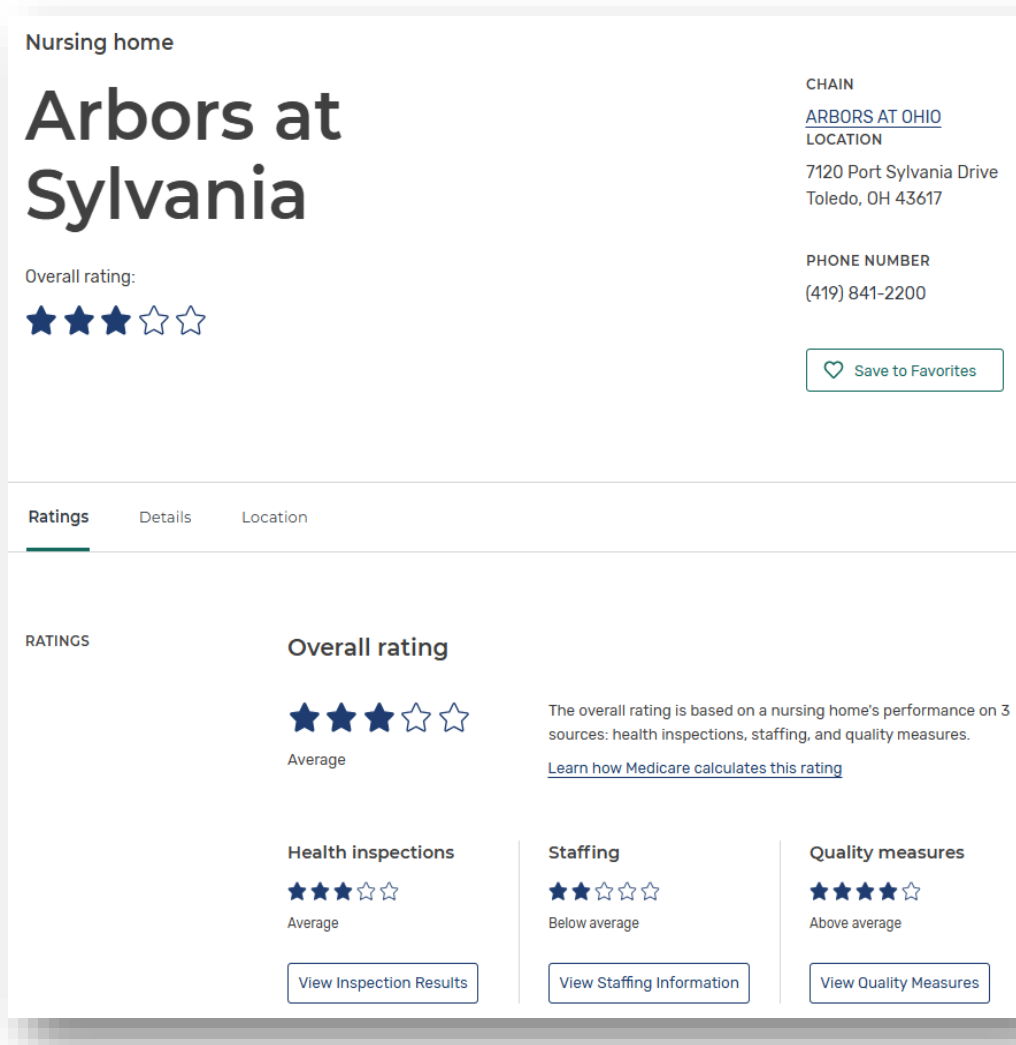 Nursing home
Arbors at
Sylvania
Overall rating:
CHAIN
ARBORS AT OHIO
LOCATION
7120 Port Sylvania Drive
Toledo, OH 43617
PHONE NUMBER
(419) 841-2200
Save to Favorites
Ratings Details Location
RATINGS
Overall rating
Average
The overall rating is based on a nursing home's performance on 3
sources: health inspections, staffing, and quality measures.
Learn how Medicare calculates this rating
Health inspections
Average
View Inspection Results
Staffing
Below average
View Staffing Information
Quality measures
Above average
View Quality Measures